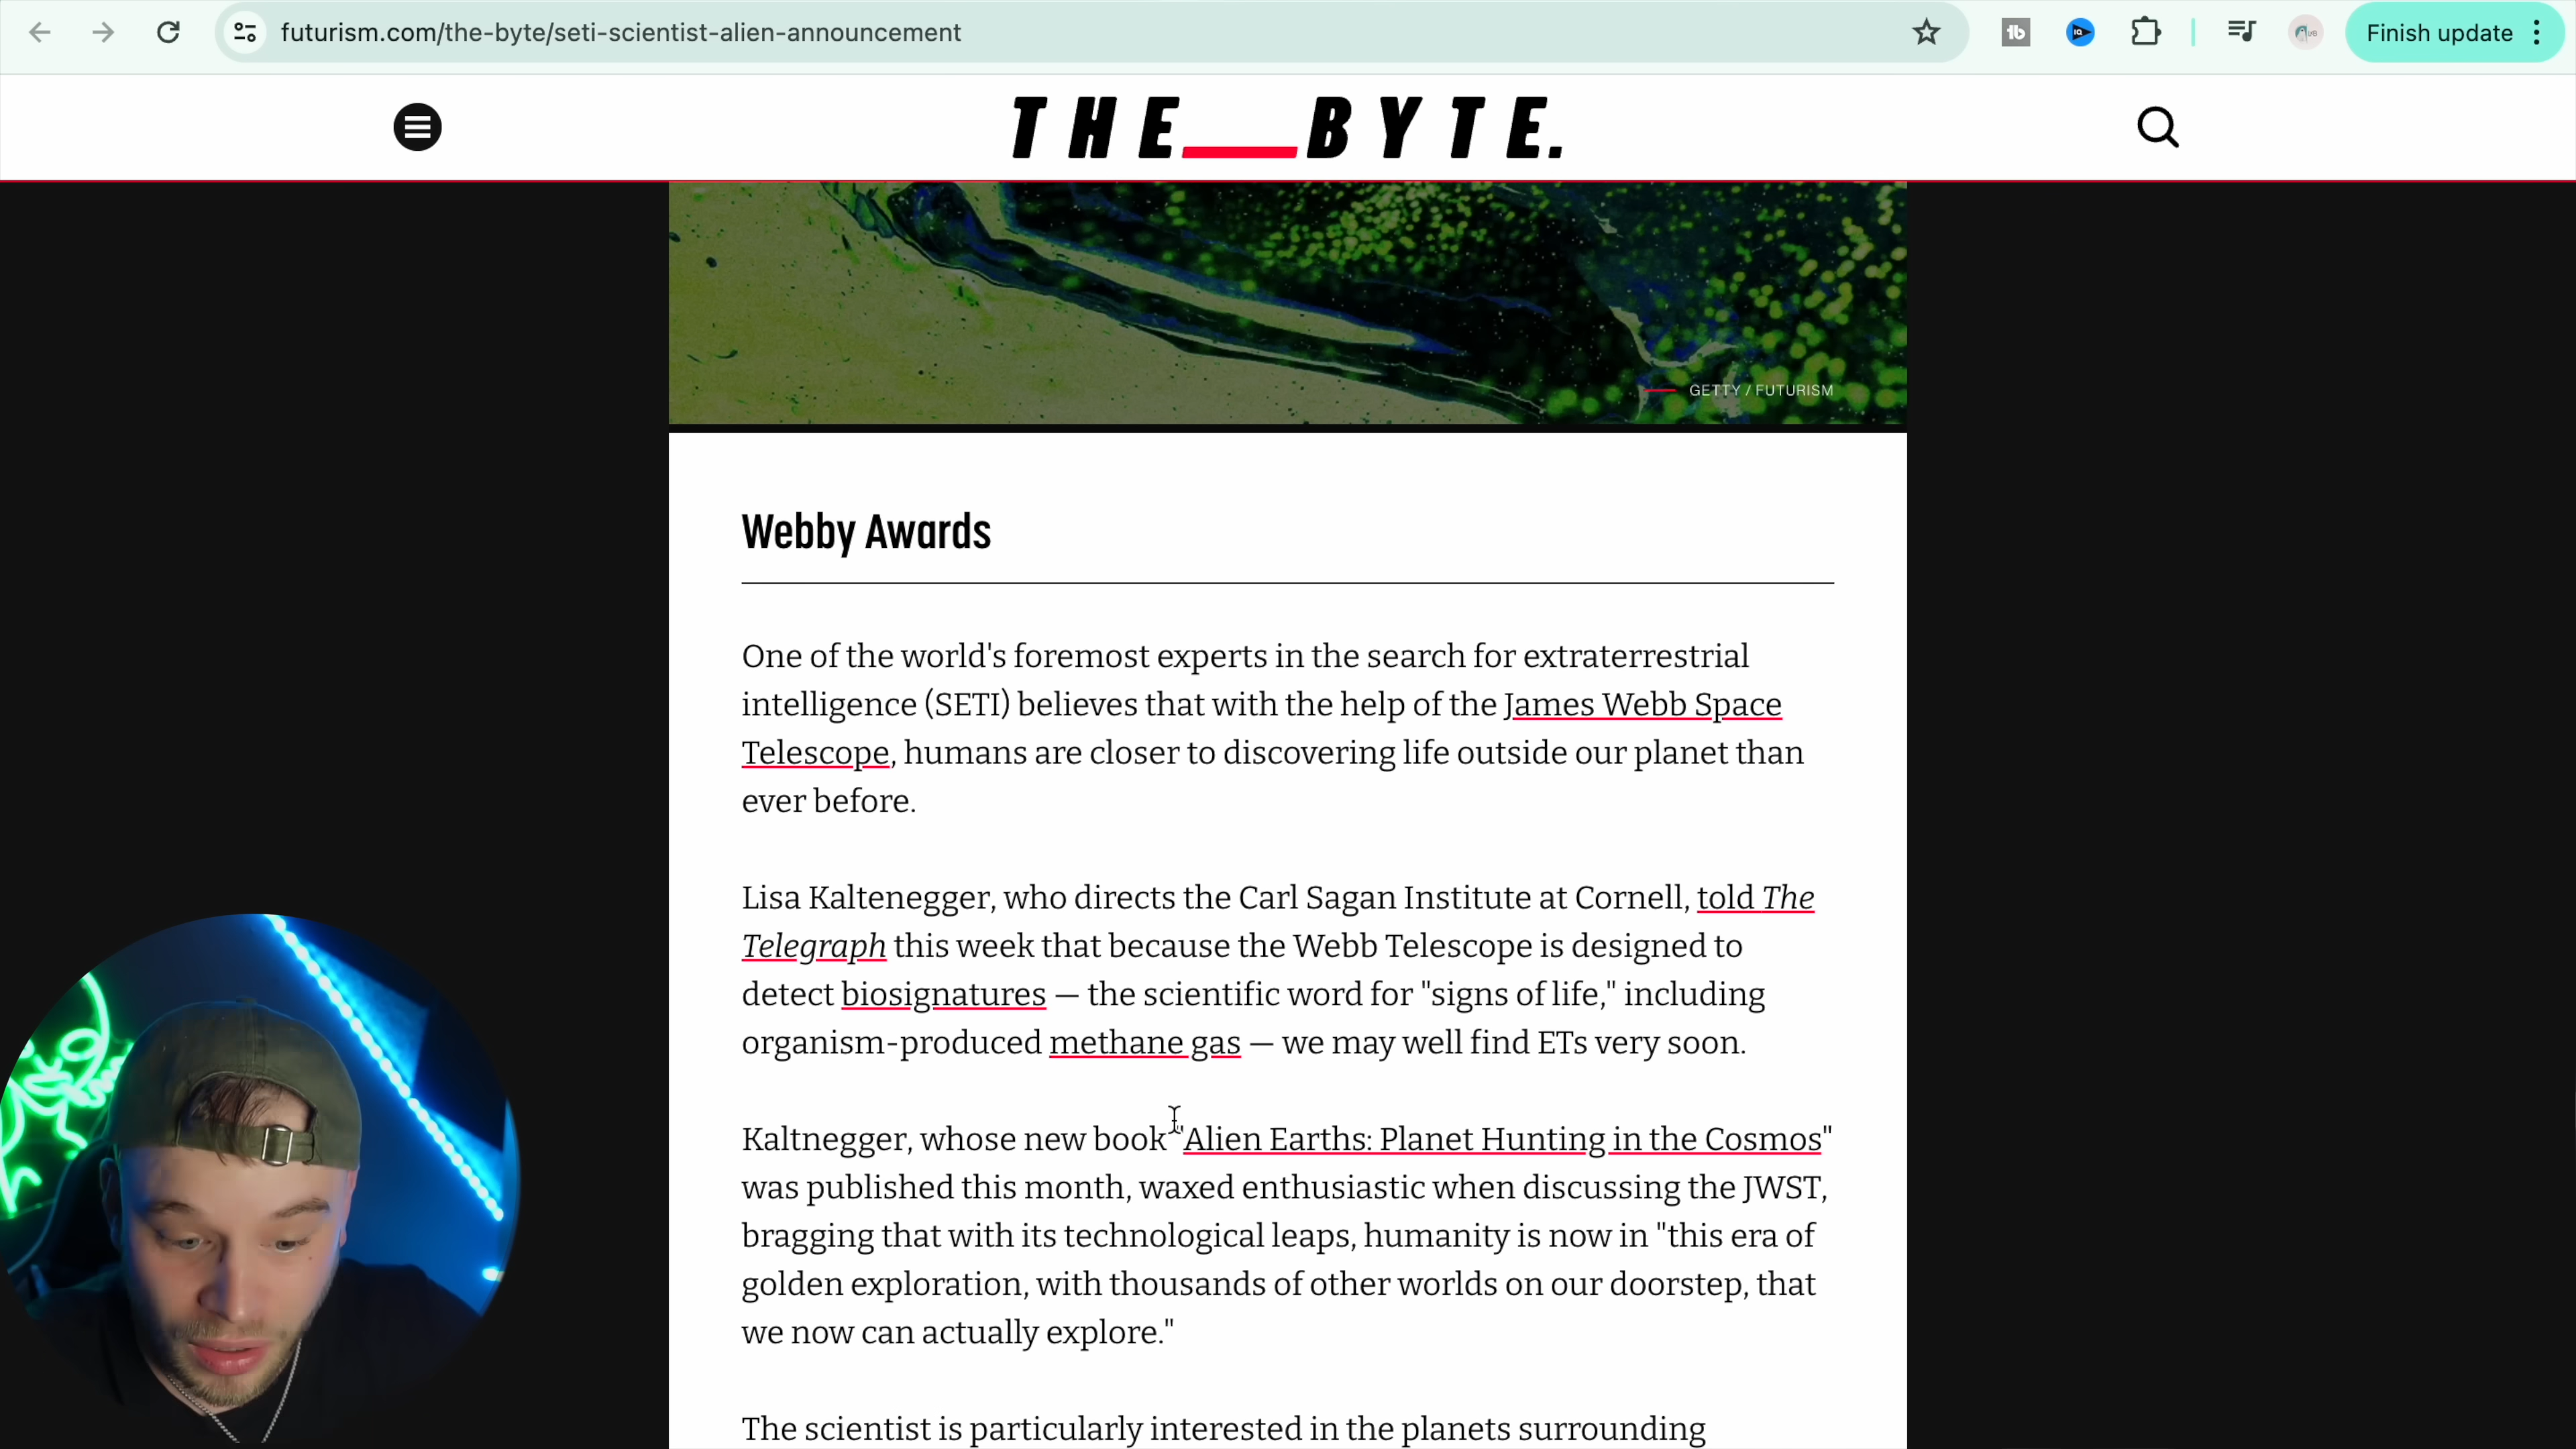 futurism.com/the-byte/seti-scientist-alien-announcement
Finish update
THE BYTE.
GETTY / FUTURISM
Webby Awards
One of the world's foremost experts in the search for extraterrestrial
intelligence (SETI) believes that with the help of the James Webb Space
Telescope, humans are closer to discovering life outside our planet than
ever before.
Lisa Kaltenegger, who directs the Carl Sagan Institute at Cornell, told The
Telegraph this week that because the Webb Telescope is designed to
detect biosignatures — the scientific word for "signs of life," including
organism-produced methane gas — we may well find ETs very soon.
Kaltnegger, whose new book "Alien Earths: Planet Hunting in the Cosmos"
was published this month, waxed enthusiastic when discussing the JWST,
bragging that with its technological leaps, humanity is now in "this era of
golden exploration, with thousands of other worlds on our doorstep, that
we now can actually explore."
The scientist is particularly interested in the planets surrounding